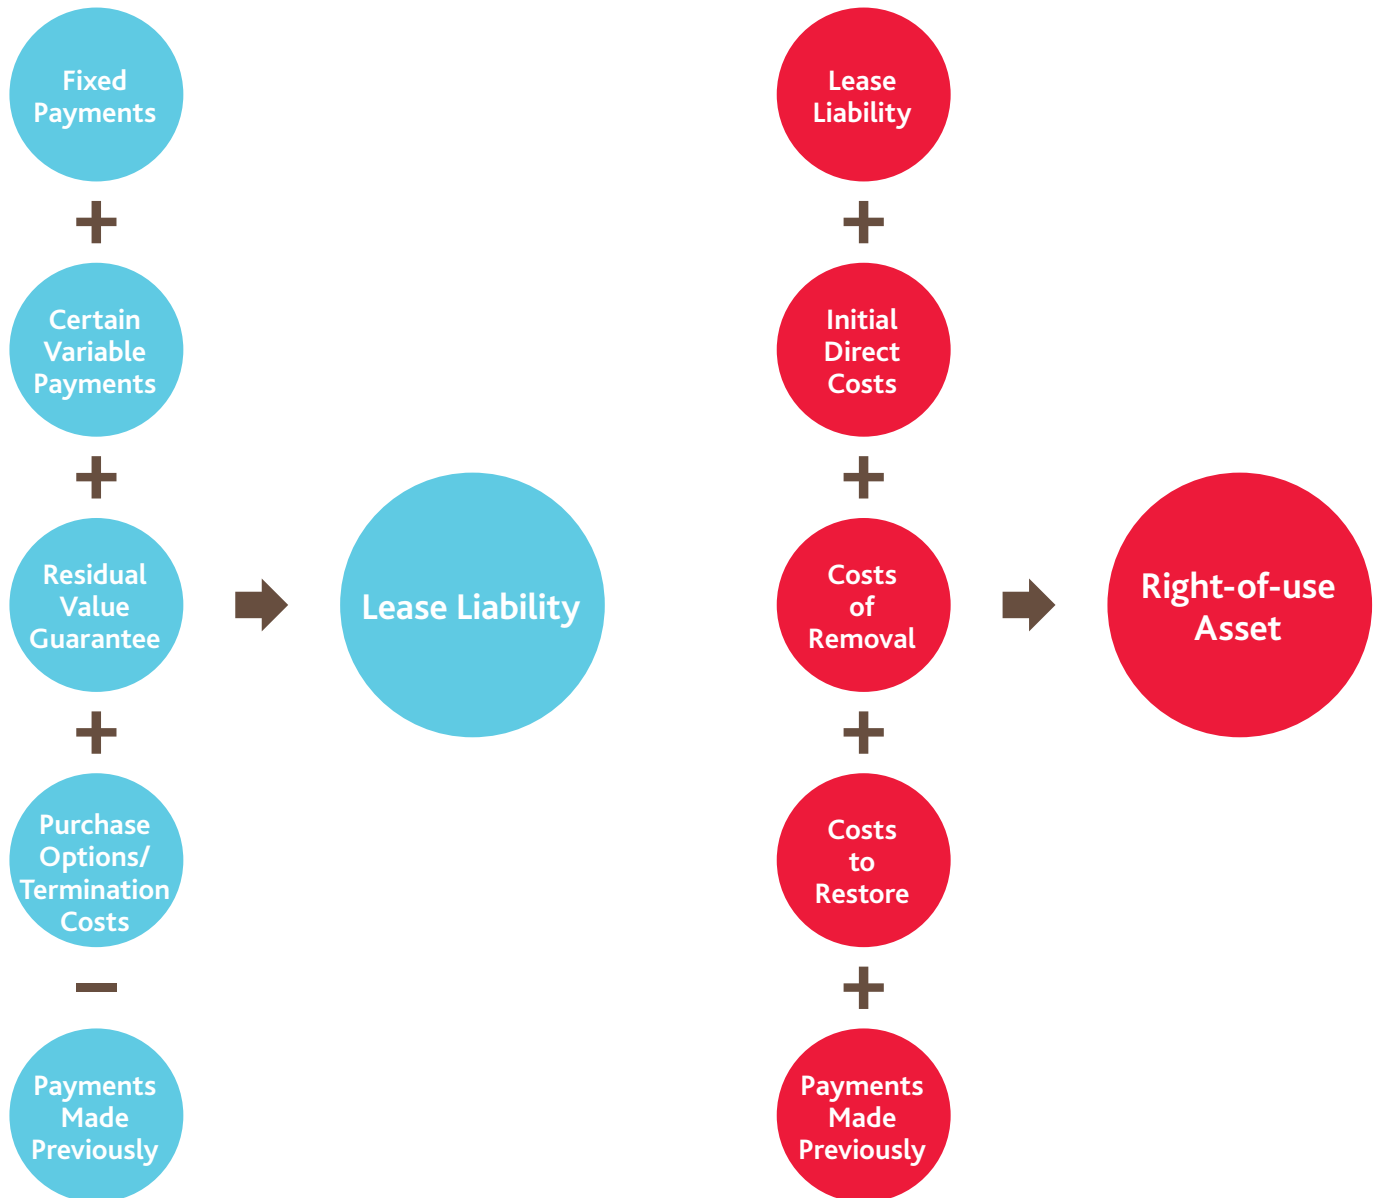 Fixed
Payments
+
Certain
Variable
Payments
+
Residual
Value
Guarantee
+
Purchase
Options/
Termination
Costs
–
Payments
Made
Previously
Lease Liability
Lease
Liability
+
Initial
Direct
Costs
+
Costs
of
Removal
+
Costs
to
Restore
+
Payments
Made
Previously
Right-of-use
Asset